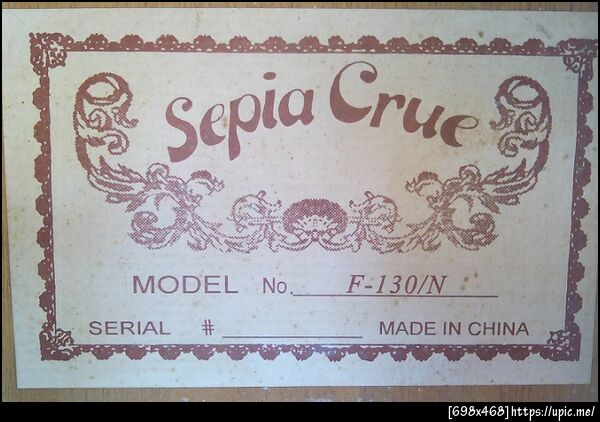 Sepia Crue
MODEL No. F-130/N
SERIAL # MADE IN CHINA
[698x468]https://upic.me/